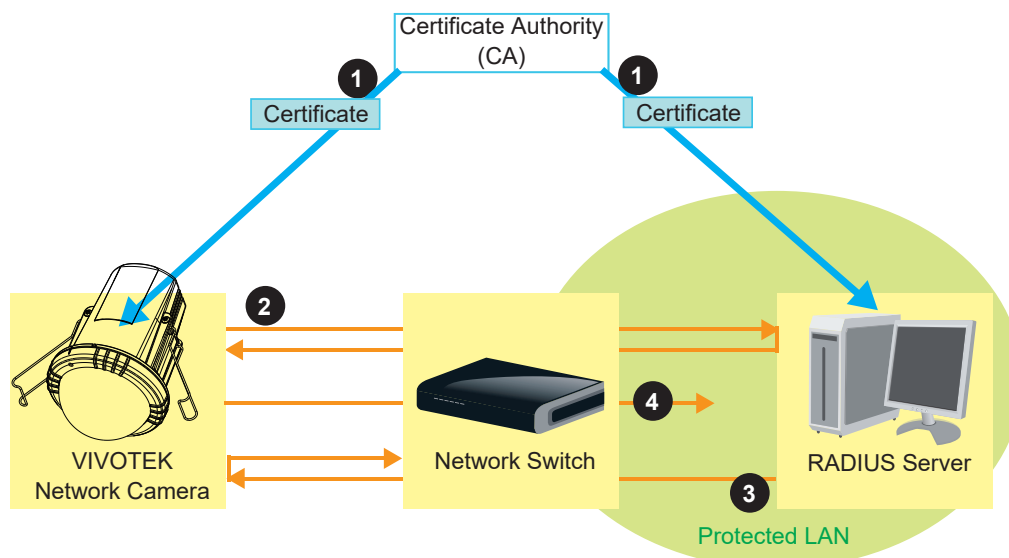 Certificate Authority
(CA)
1
1
Certificate
Certificate
2
4
VIVOTEK
Network Camera
Network Switch
RADIUS Server
3
Protected LAN